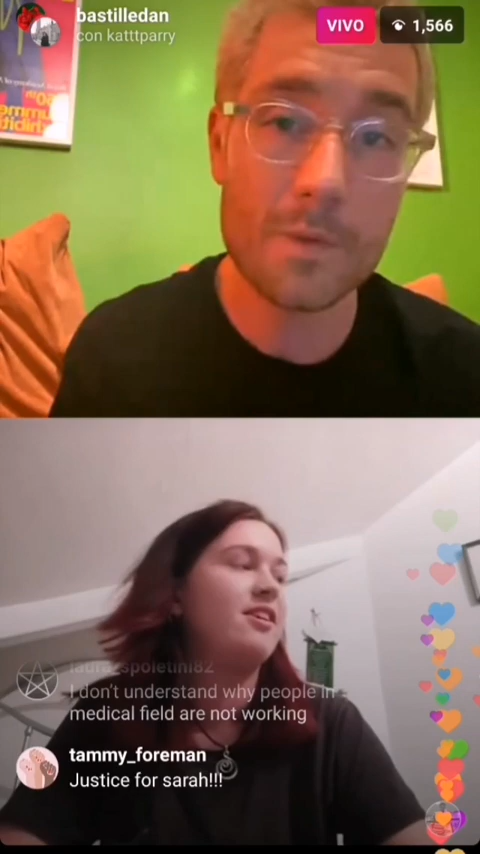 bastilledan
con katttparry
VIVO
1,566
laura_spoletini82
I don't understand why people in
medical field are not working
tammy_foreman
Justice for sarah!!!